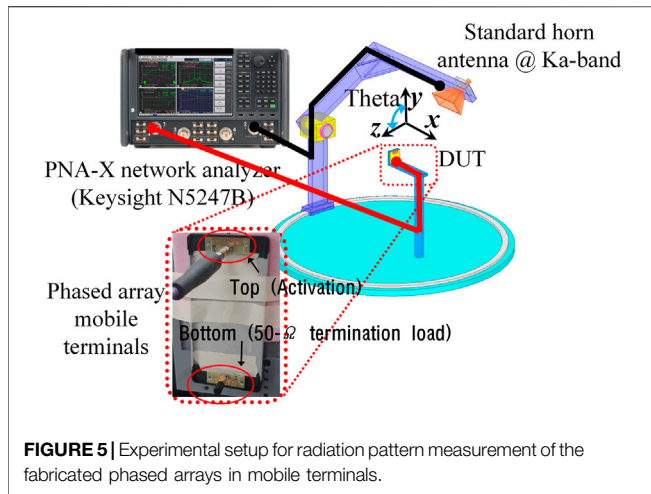 Standard horn
antenna @ Ka-band
Theta
y
z
x
DUT
PNA-X network analyzer
(Keysight N5247B)
Top (Activation)
Phased array
mobile
terminals
Bottom (50-Ω termination load)
FIGURE 5 | Experimental setup for radiation pattern measurement of the
fabricated phased arrays in mobile terminals.